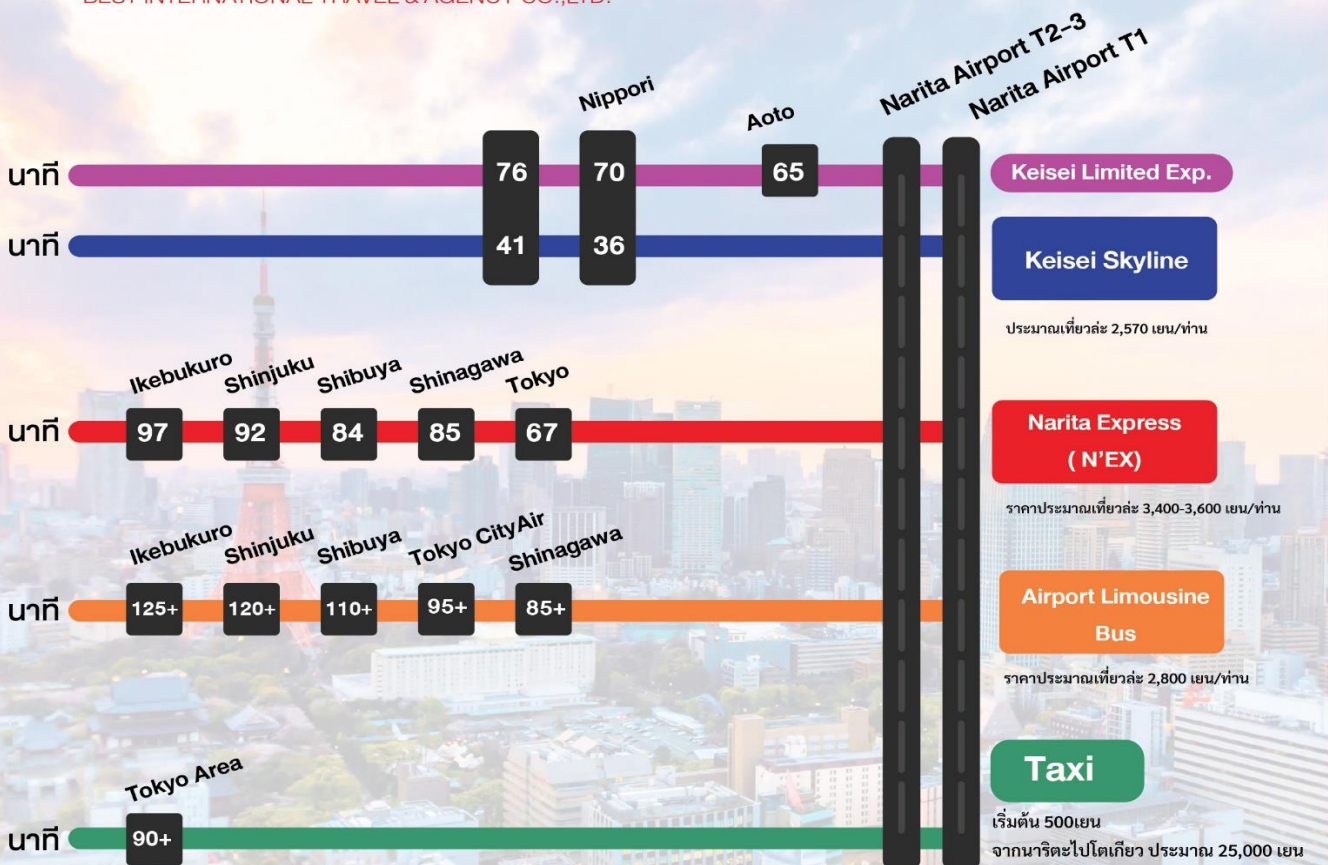 BEST INTERNATIONAL TRAVEL & AGENCY CO.,LTD.
Narita Airport T2-3
Narita Airport T1
Nippori
Aoto
นาที 76 70 65 Keisei Limited Exp.
นาที 41 36 Keisei Skyline
ประมาณเที่ยวล่ะ 2,570 เยน/ท่าน
Ikebukuro Shinjuku Shibuya Shinagawa Tokyo
นาที 97 92 84 85 67 Narita Express
( N'EX)
ราคาประมาณเที่ยวล่ะ 3,400-3,600 เยน/ท่าน
Ikebukuro Shinjuku Shibuya Tokyo CityAir Shinagawa
นาที 125+ 120+ 110+ 95+ 85+ Airport Limousine
Bus
ราคาประมาณเที่ยวล่ะ 2,800 เยน/ท่าน
Tokyo Area
Taxi
นาที 90+
เริ่มต้น 500เยน
จากนาริตะไปโตเกียว ประมาณ 25,000 เยน